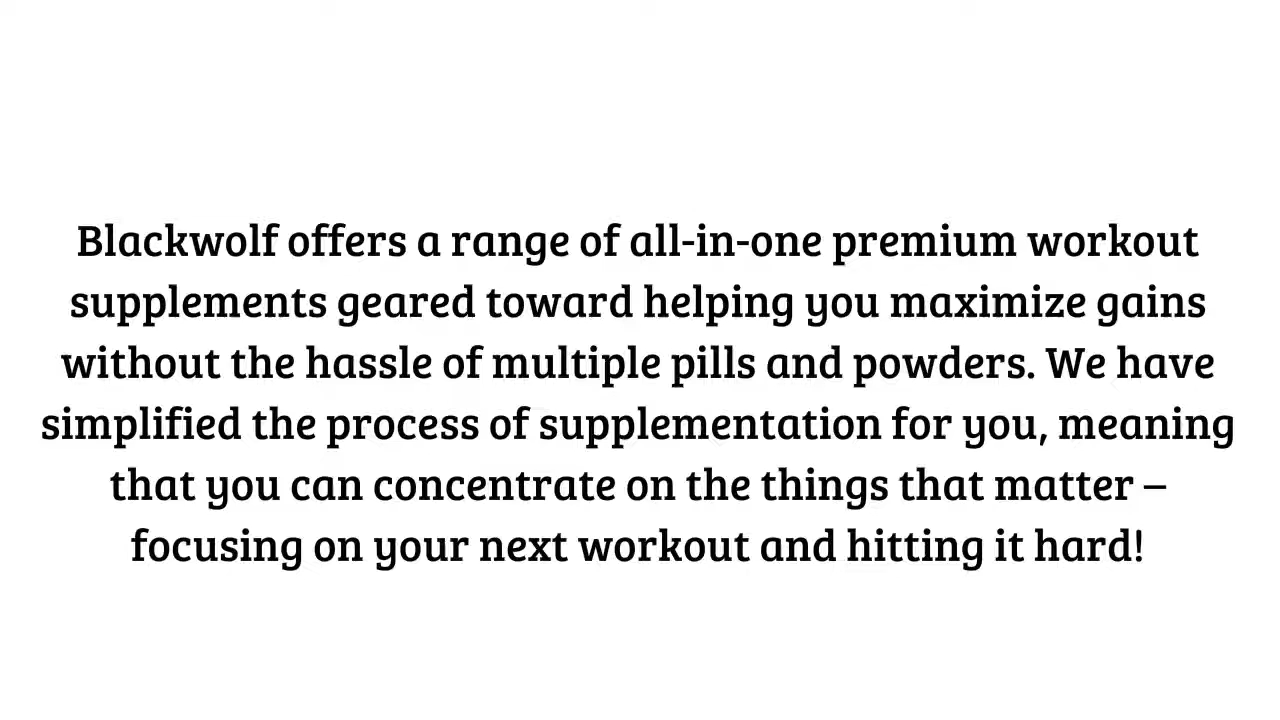 Blackwolf offers a range of all-in-one premium workout
supplements geared toward helping you maximize gains
without the hassle of multiple pills and powders. We have
simplified the process of supplementation for you, meaning
that you can concentrate on the things that matter –
focusing on your next workout and hitting it hard!